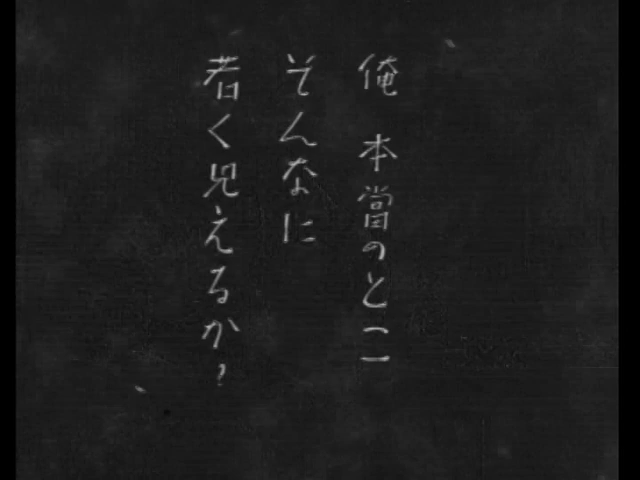 俺 本當のとこ
そんなに
若く見えるか?